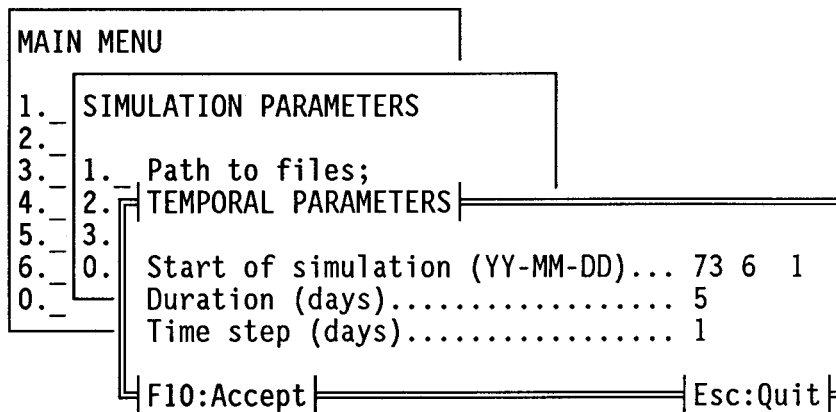 MAIN MENU
1._ SIMULATION PARAMETERS
2._
3._ 1._ Path to files;
4._ 2. TEMPORAL PARAMETERS
5._ 3.
6._ 0. Start of simulation (YY-MM-DD)... 73 6 1
0._ Duration (days).................. 5
Time step (days)................. 1
F10:Accept Esc:Quit